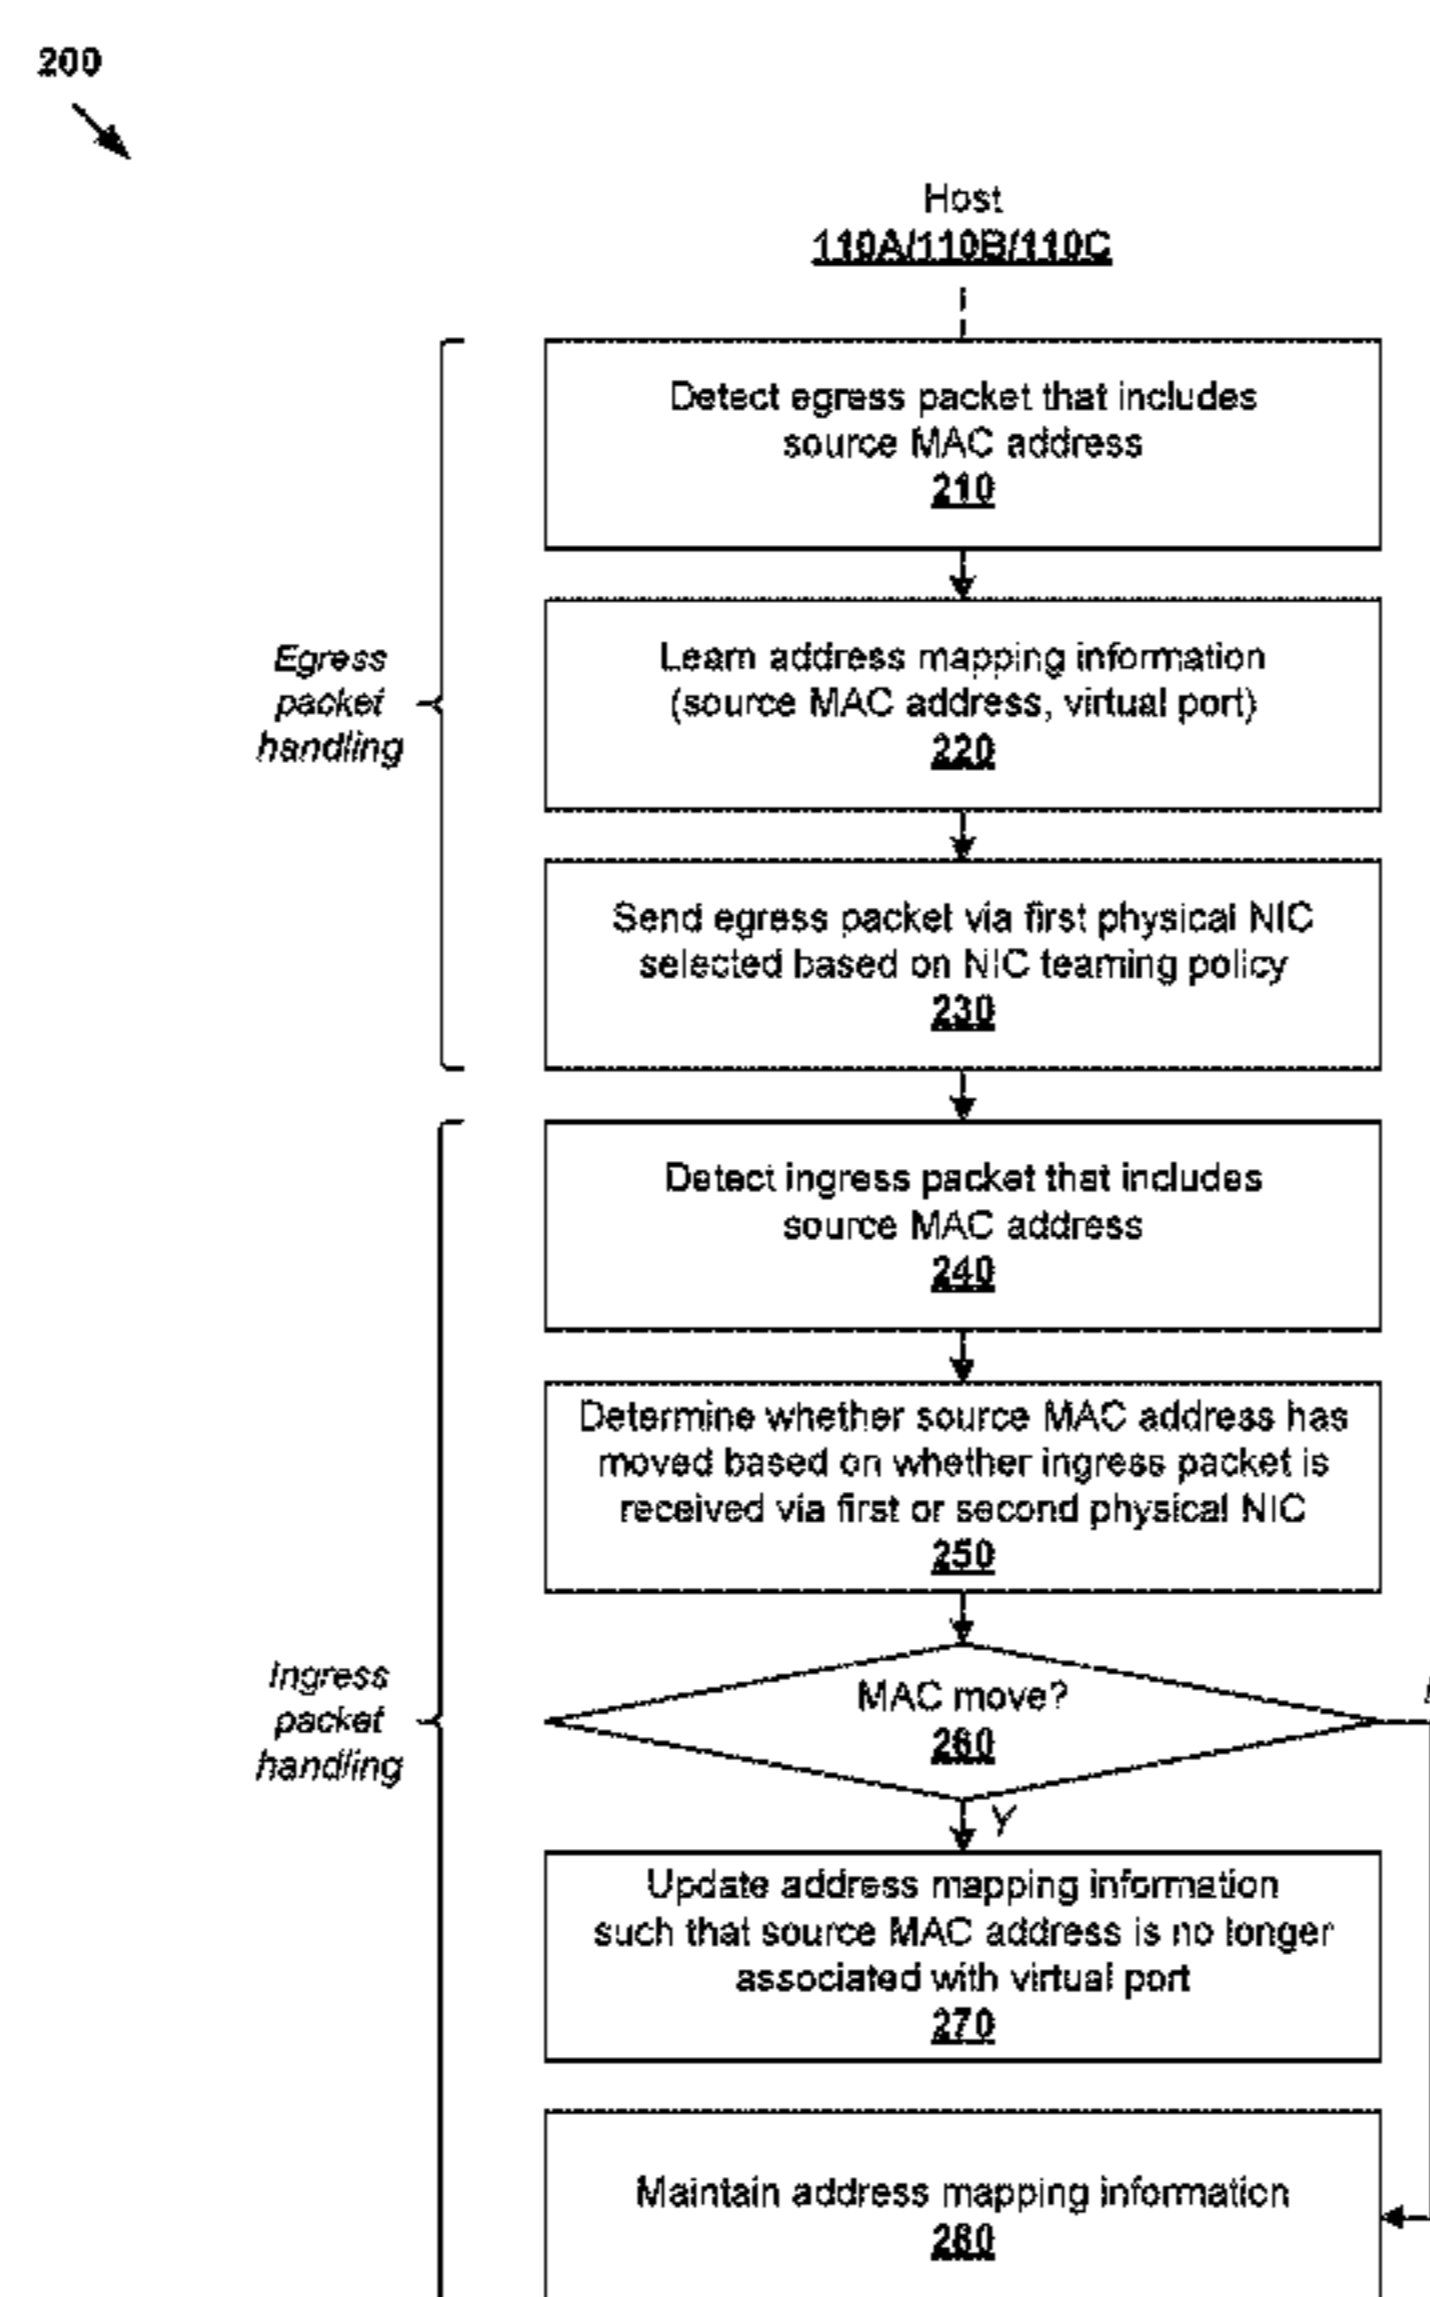 200
Host
110A/110B/110C
Detect egress packet that includes
source MAC address
210
Egress
packet
handling
Learn address mapping information
(source MAC address, virtual port)
220
Send egress packet via first physical NIC
selected based on NIC teaming policy
230
Detect ingress packet that includes
source MAC address
240
Determine whether source MAC address has
moved based on whether ingress packet is
received via first or second physical NIC
250
Ingress
packet
handling
MAC move?
260
Y
Update address mapping information
such that source MAC address is no longer
associated with virtual port
270
Maintain address mapping information
280